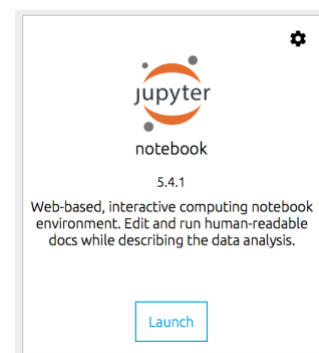 jupyter
notebook
5.4.1
Web-based, interactive computing notebook
environment. Edit and run human-readable
docs while describing the data analysis.
Launch